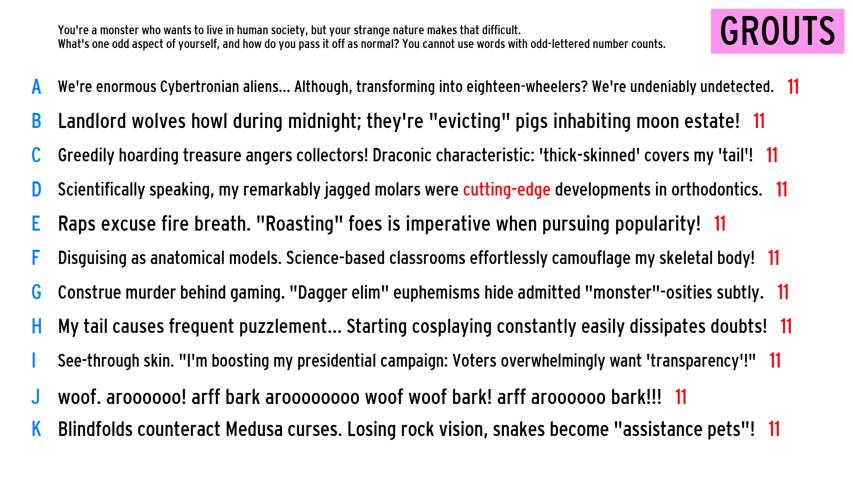 You're a monster who wants to live in human society, but your strange nature makes that difficult.
What's one odd aspect of yourself, and how do you pass it off as normal? You cannot use words with odd-lettered number counts.
GROUTS
A We're enormous Cybertronian aliens... Although, transforming into eighteen-wheelers? We're undeniably undetected. 11
B Landlord wolves howl during midnight; they're "evicting" pigs inhabiting moon estate! 11
C Greedily hoarding treasure angers collectors! Draconic characteristic: 'thick-skinned' covers my 'tail'! 11
D Scientifically speaking, my remarkably jagged molars were cutting-edge developments in orthodontics. 11
E Raps excuse fire breath. "Roasting" foes is imperative when pursuing popularity! 11
F Disguising as anatomical models. Science-based classrooms effortlessly camouflage my skeletal body! 11
G Construe murder behind gaming. "Dagger elim" euphemisms hide admitted "monster"-osities subtly. 11
H My tail causes frequent puzzlement... Starting cosplaying constantly easily dissipates doubts! 11
I See-through skin. "I'm boosting my presidential campaign: Voters overwhelmingly want 'transparency'!" 11
J woof. aroooooo! arff bark aroooooooo woof woof bark! arff aroooooo bark!!! 11
K Blindfolds counteract Medusa curses. Losing rock vision, snakes become "assistance pets"! 11